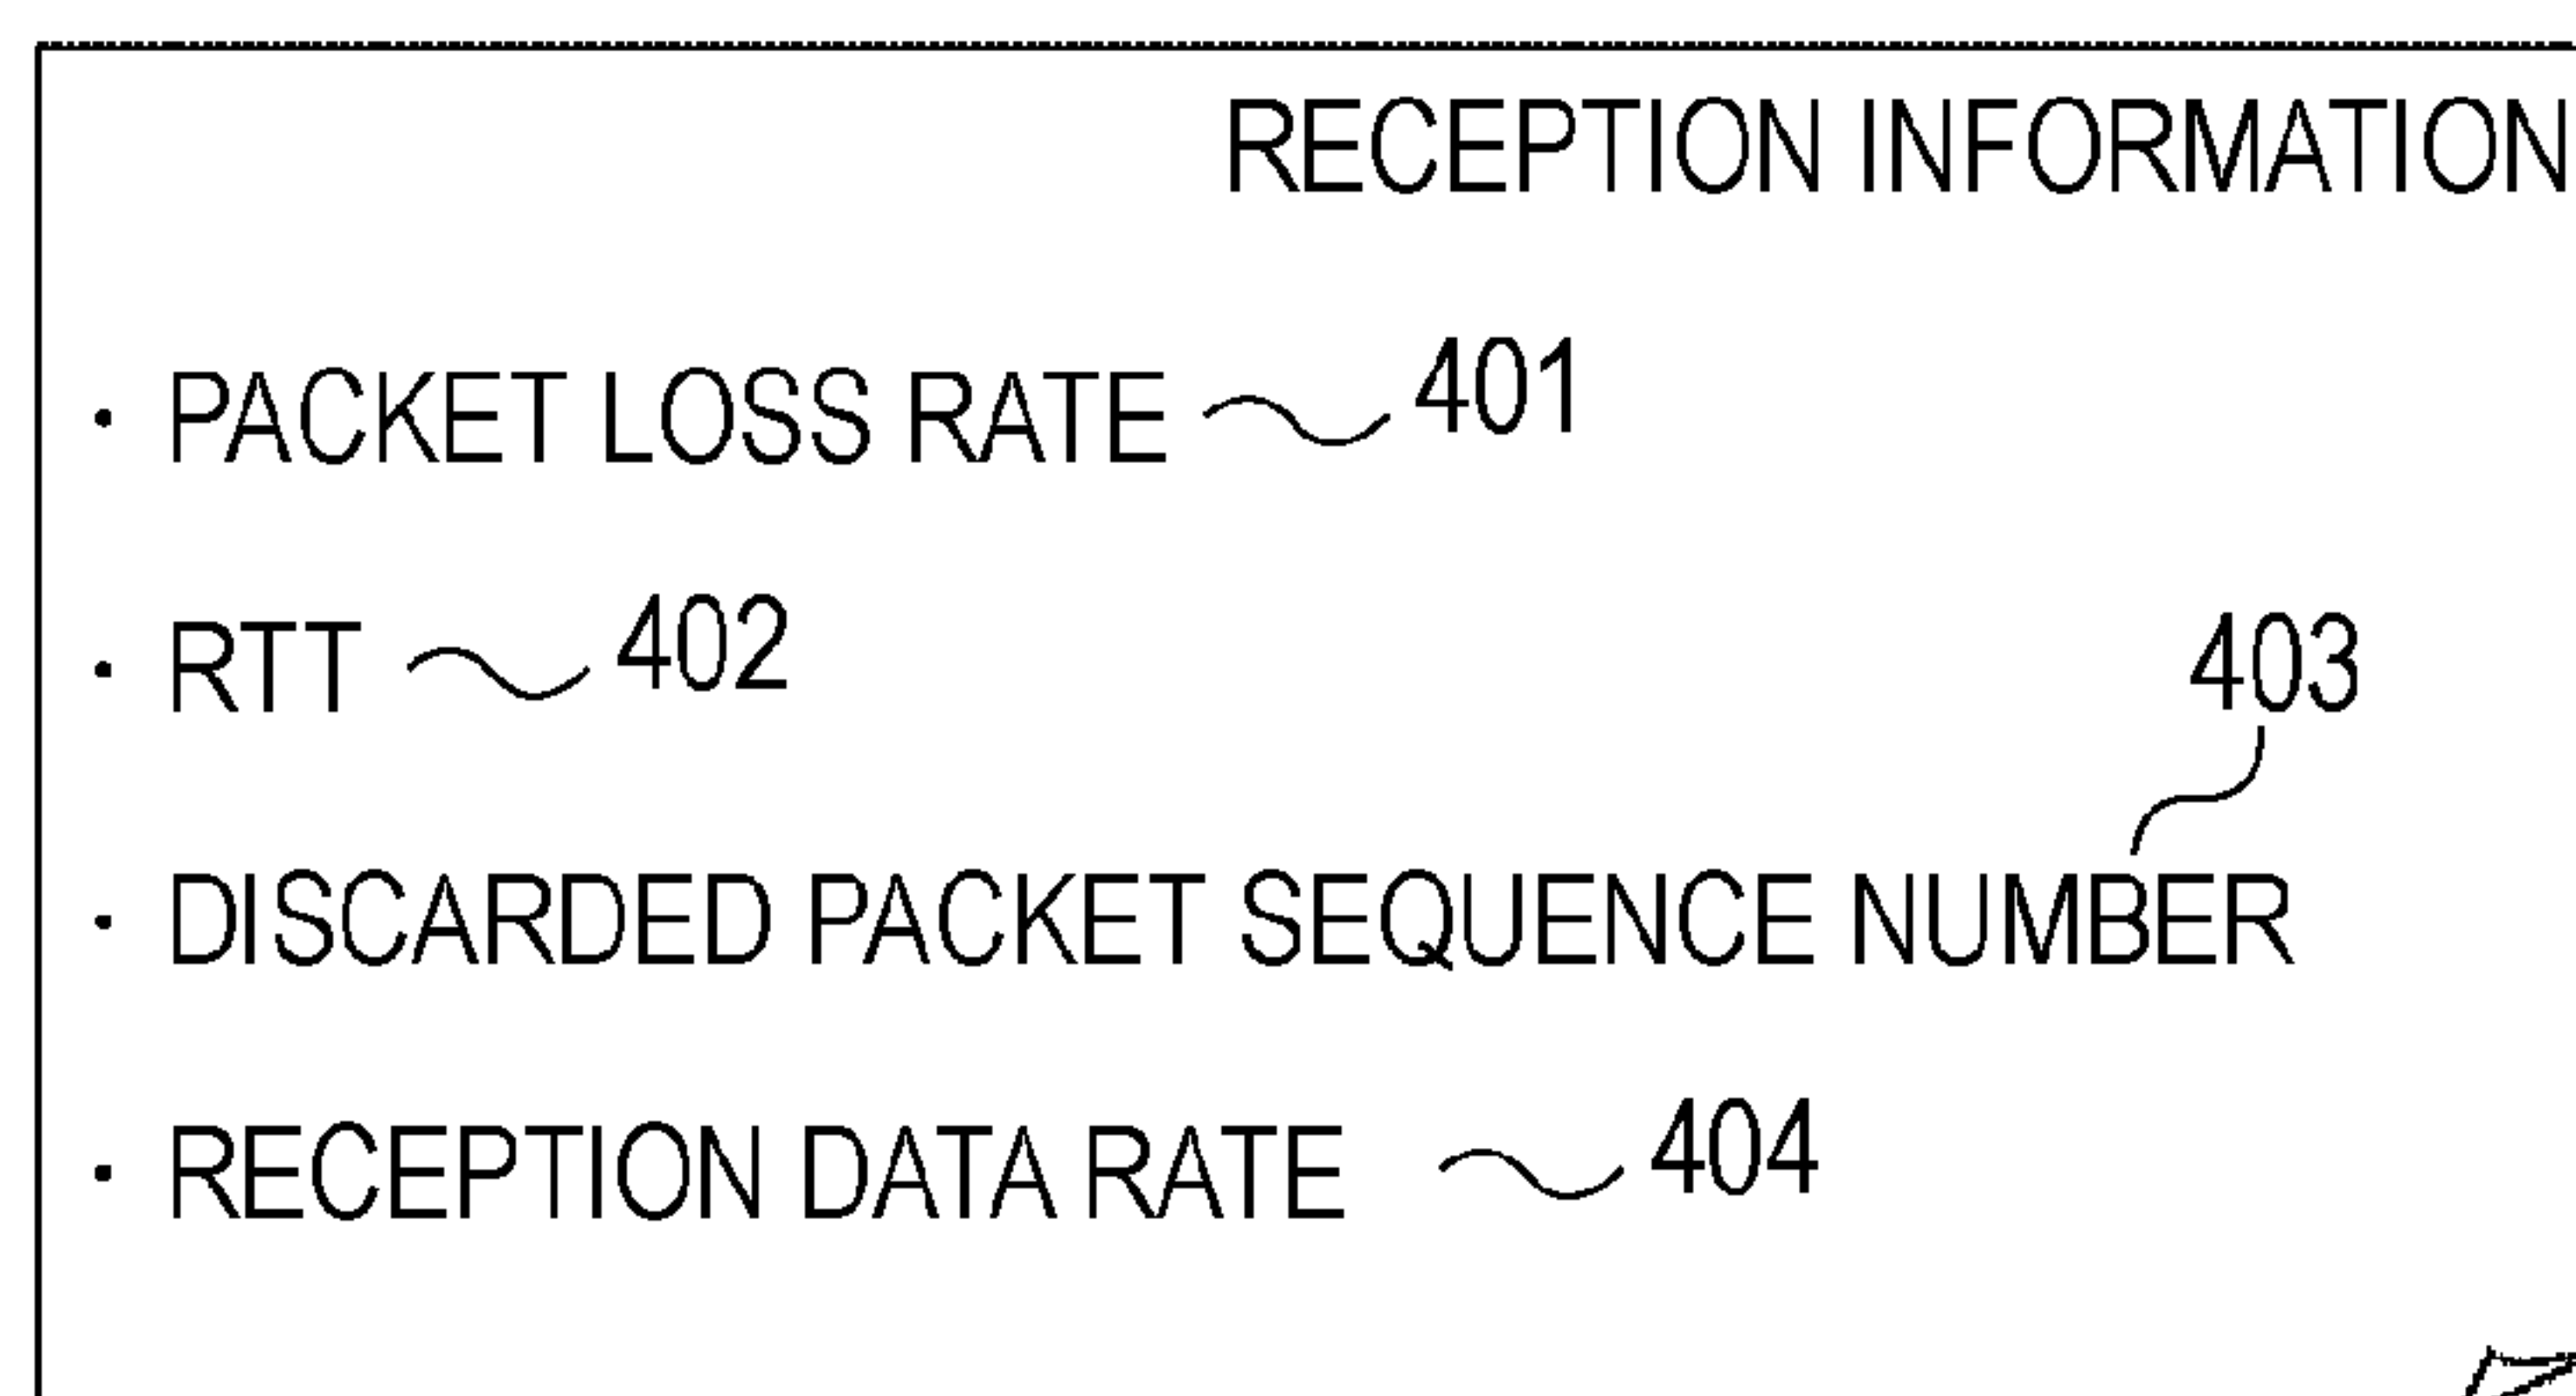 RECEPTION INFORMATION
· PACKET LOSS RATE 401
· RTT 402
403
· DISCARDED PACKET SEQUENCE NUMBER
· RECEPTION DATA RATE 404